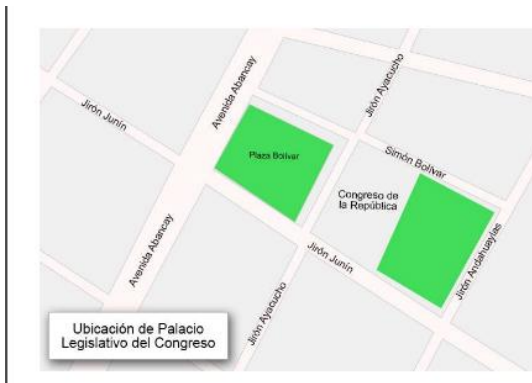 Jirón Junín
Avenida Abancay
Jirón Ayacucho
Plaza Bolívar
Simón Bolívar
Congreso de
la República
Avenida Abancay
Jirón Junín
Jirón Ayacucho
Jirón Andahuaylas
Ubicación de Palacio
Legislativo del Congreso